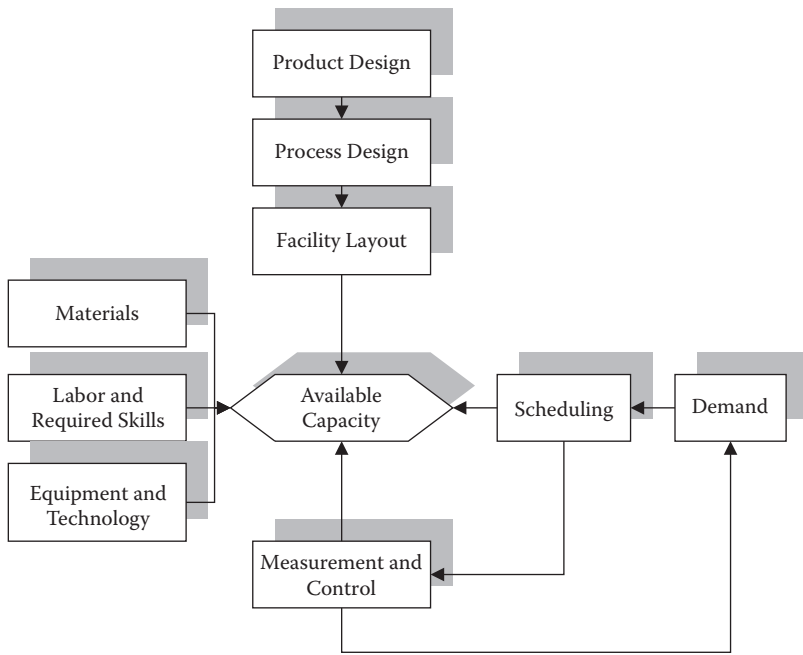 Product Design
Process Design
Facility Layout
Materials
Labor and
Required Skills
Equipment and
Technology
Available
Capacity
Scheduling
Demand
Measurement and
Control